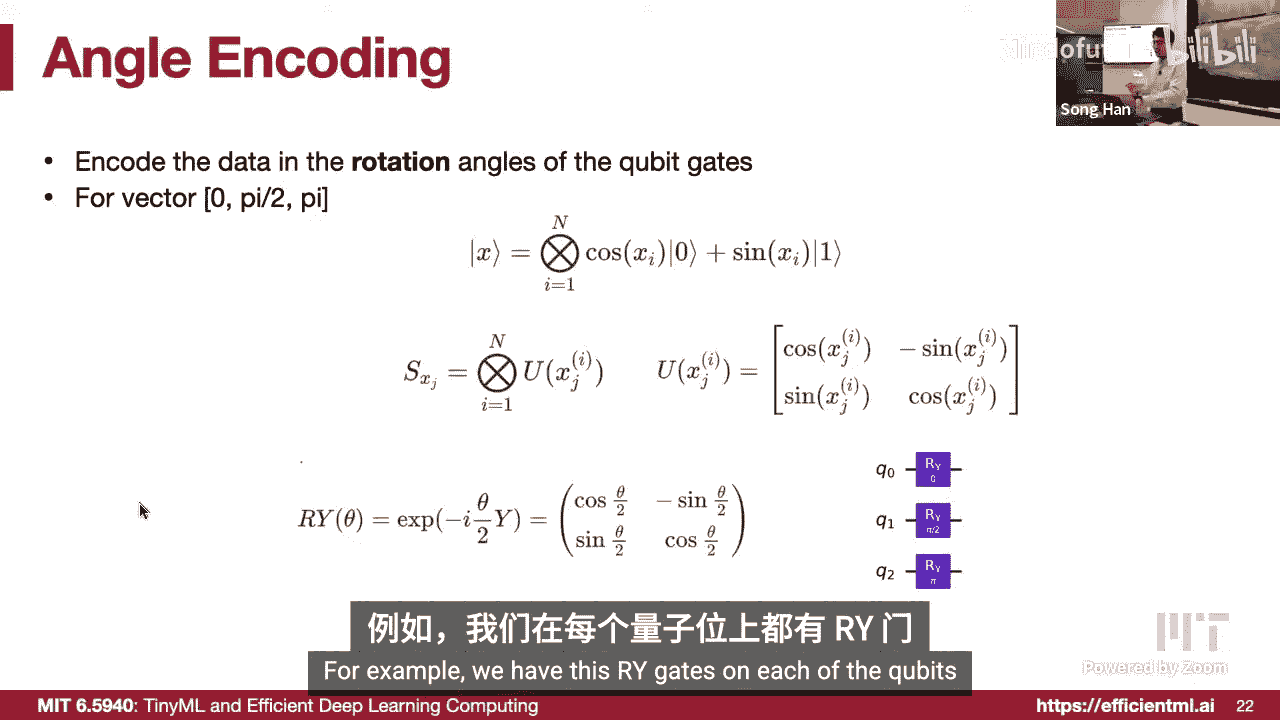 Angle Encoding
bilibili
Song Han
• Encode the data in the rotation angles of the qubit gates
• For vector [0, pi/2, pi]
|x⟩ = ⨂_{i=1}^{N} cos(x_i)|0⟩ + sin(x_i)|1⟩
S_{x_j} = ⨂_{i=1}^{N} U(x_j^{(i)})    U(x_j^{(i)}) = [cos(x_j^{(i)}) −sin(x_j^{(i)}) ; sin(x_j^{(i)}) cos(x_j^{(i)})]
RY(θ) = exp(−i θ/2 Y) = (cos θ/2 −sin θ/2 ; sin θ/2 cos θ/2)
q0 RY 0
q1 RY π/2
q2 RY π
例如，我们在每个量子位上都有 RY 门
For example, we have this RY gates on each of the qubits
MIT
Powered by Zoom
MIT 6.5940: TinyML and Efficient Deep Learning Computing
https://efficientml.ai
22